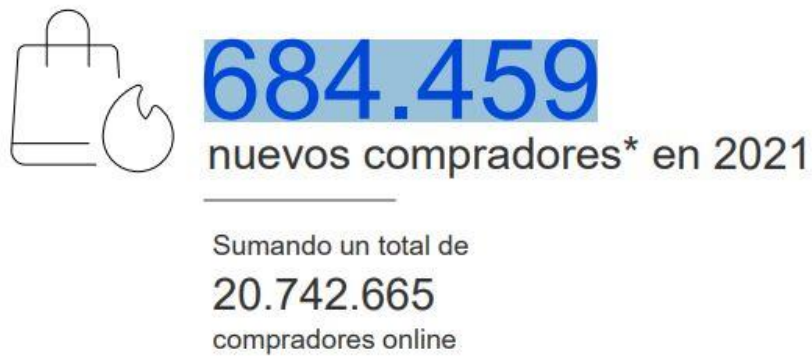 684.459
nuevos compradores* en 2021
Sumando un total de
20.742.665
compradores online